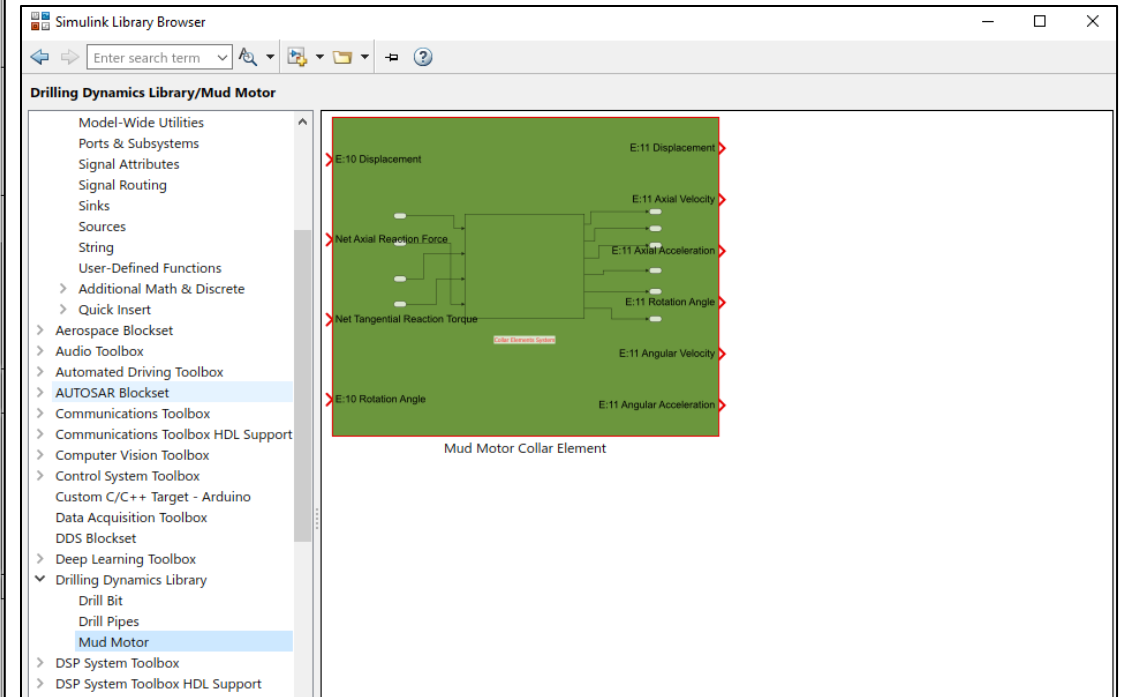 Simulink Library Browser
Enter search term
Drilling Dynamics Library/Mud Motor
Model-Wide Utilities
Ports & Subsystems
Signal Attributes
Signal Routing
Sinks
Sources
String
User-Defined Functions
Additional Math & Discrete
Quick Insert
Aerospace Blockset
Audio Toolbox
Automated Driving Toolbox
AUTOSAR Blockset
Communications Toolbox
Communications Toolbox HDL Support
Computer Vision Toolbox
Control System Toolbox
Custom C/C++ Target - Arduino
Data Acquisition Toolbox
DDS Blockset
Deep Learning Toolbox
Drilling Dynamics Library
Drill Bit
Drill Pipes
Mud Motor
DSP System Toolbox
DSP System Toolbox HDL Support
E:10 Displacement
Net Axial Reaction Force
Net Tangential Reaction Torque
E:10 Rotation Angle
Collar Elements System
E:11 Displacement
E:11 Axial Velocity
E:11 Axial Acceleration
E:11 Rotation Angle
E:11 Angular Velocity
E:11 Angular Acceleration
Mud Motor Collar Element